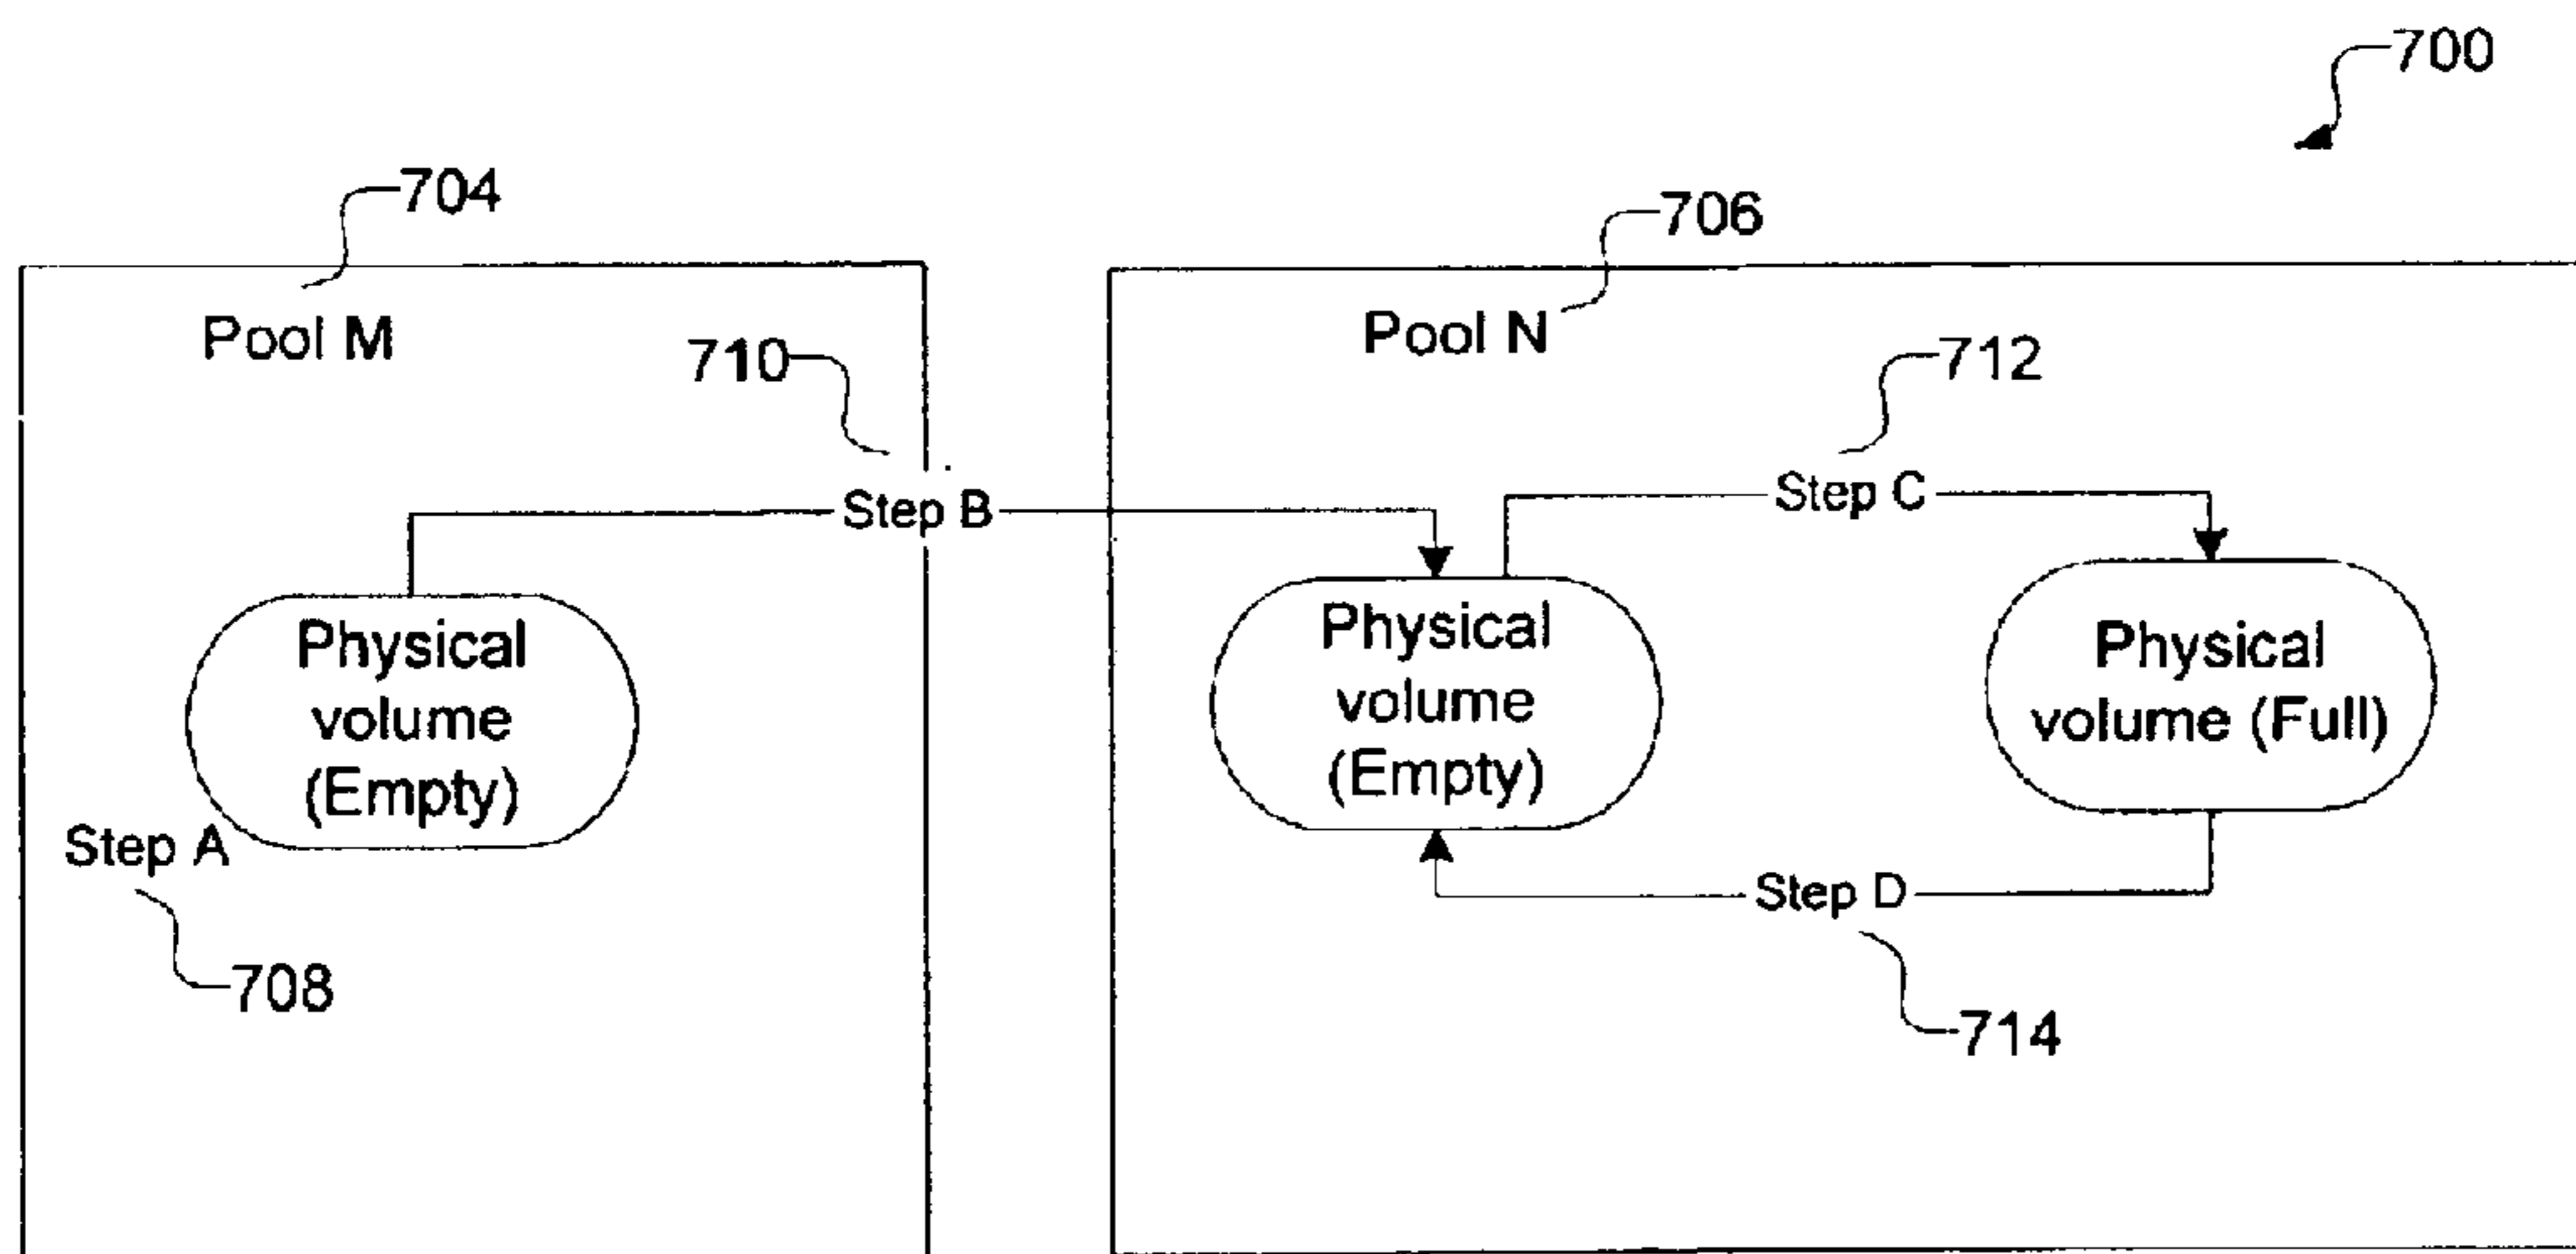 700
704
706
Pool M
Pool N
710
712
Step B
Step C
Physical
volume
(Empty)
Physical
volume
(Empty)
Physical
volume (Full)
Step A
Step D
708
714